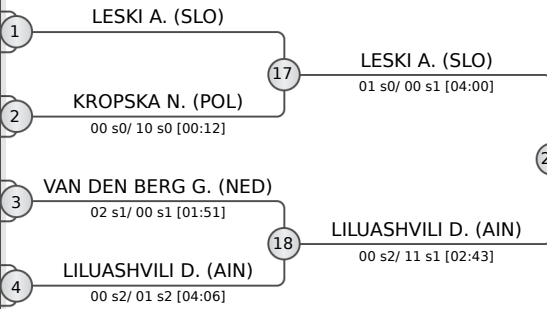 1
LESKI A. (SLO)
17
LESKI A. (SLO)
01 s0/ 00 s1 [04:00]
2
KROPSKA N. (POL)
00 s0/ 10 s0 [00:12]
3
VAN DEN BERG G. (NED)
02 s1/ 00 s1 [01:51]
18
LILUASHVILI D. (AIN)
00 s2/ 11 s1 [02:43]
4
LILUASHVILI D. (AIN)
00 s2/ 01 s2 [04:06]